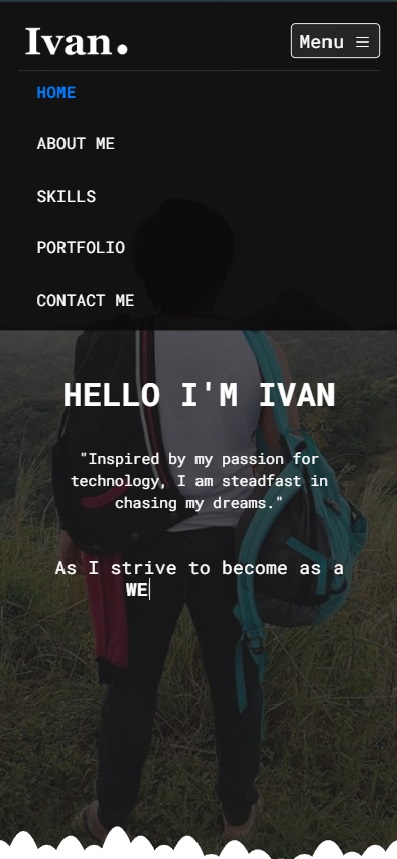 Ivan.
Menu
HOME
ABOUT ME
SKILLS
PORTFOLIO
CONTACT ME
HELLO I'M IVAN
"Inspired by my passion for
technology, I am steadfast in
chasing my dreams."
As I strive to become as a
WE